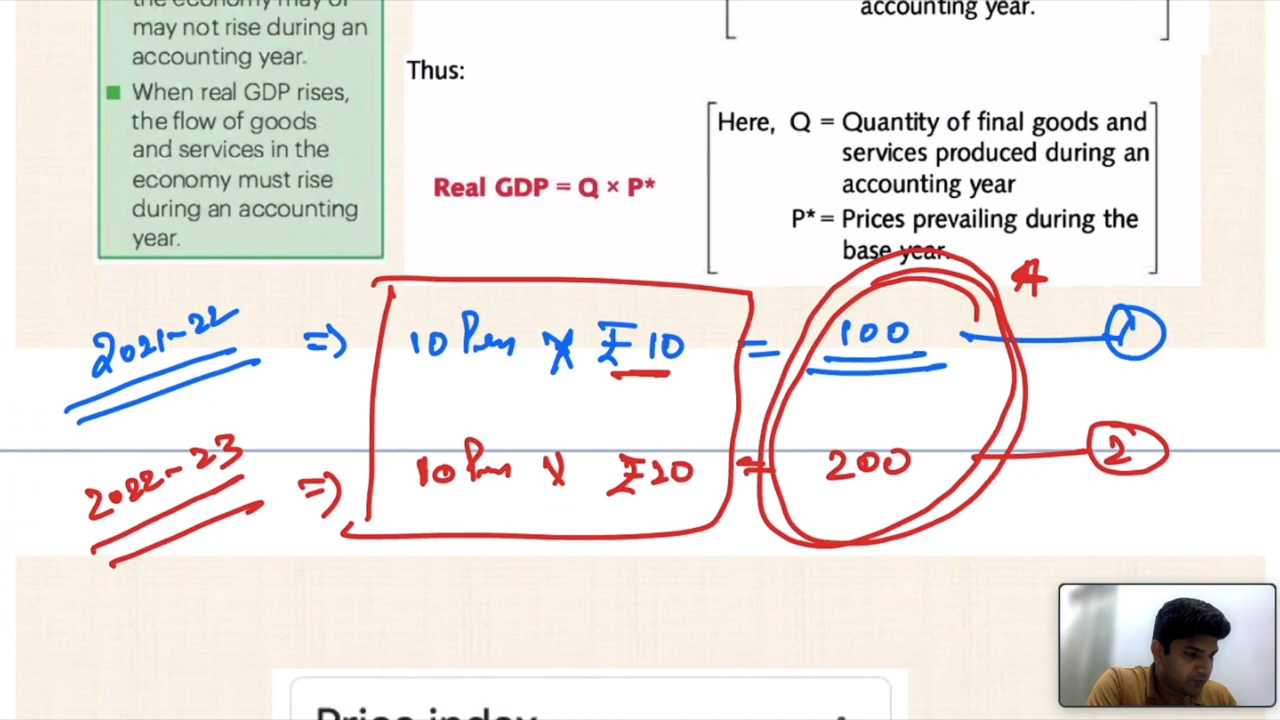 the economy may or
may not rise during an
accounting year.
■ When real GDP rises,
the flow of goods
and services in the
economy must rise
during an accounting
year.
accounting year.
Thus:
Real GDP = Q × P*
Here, Q = Quantity of final goods and
services produced during an
accounting year
P* = Prices prevailing during the
base year.
2021-22 => 10 Pen X ₹10 = 100 1
2022-23 => 10 Pen X ₹20 = 200 2
Price index